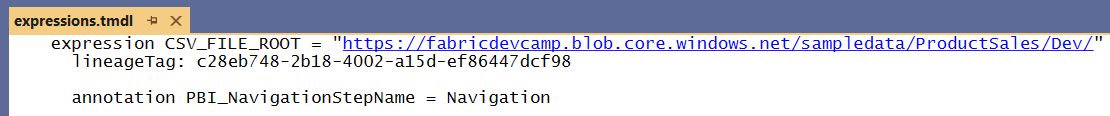 expressions.tmdl
expression CSV_FILE_ROOT = "https://fabricdevcamp.blob.core.windows.net/sampledata/ProductSales/Dev/"
lineageTag: c28eb748-2b18-4002-a15d-ef86447dcf98
annotation PBI_NavigationStepName = Navigation